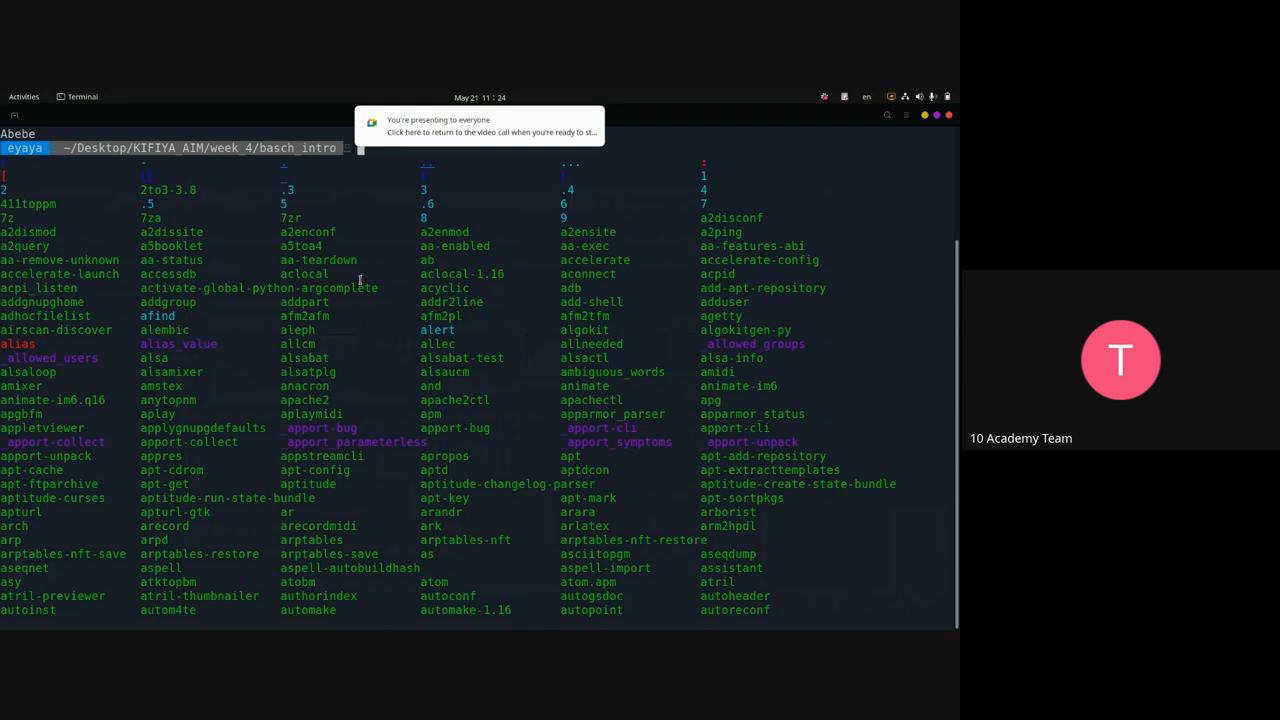 Activities Terminal May 21 11 : 24 en
You're presenting to everyone
Click here to return to the video call when you're ready to st...
Abebe
eyaya ~/Desktop/KIFIYA_AIM/week_4/basch_intro
- . .. ... :
[ _ 1
2 2to3-3.8 .3 3 .4 4
411toppm .5 5 .6 6 7
7z 7za 7zr 8 9 a2disconf
a2dismod a2dissite a2enconf a2enmod a2ensite a2ping
a2query a5booklet a5toa4 aa-enabled aa-exec aa-features-abi
aa-remove-unknown aa-status aa-teardown ab accelerate accelerate-config
accelerate-launch accessdb aclocal aclocal-1.16 aconnect acpid
acpi_listen activate-global-python-argcomplete acyclic adb add-apt-repository
addgnupghome addgroup addpart addr2line add-shell adduser
adhocfilelist afind afm2afm afm2pl afm2tfm agetty
airscan-discover alembic aleph alert algokit algokitgen-py
alias alias_value allcm allec allneeded _allowed_groups
_allowed_users alsa alsabat alsabat-test alsactl alsa-info
alsaloop alsamixer alsatplg alsaucm ambiguous_words amidi
amixer amstex anacron and animate animate-im6
animate-im6.q16 anytopnm apache2 apache2ctl apachectl apg
apgbfm aplay aplaymidi apm apparmor_parser apparmor_status
appletviewer applygnupgdefaults _apport-bug apport-bug _apport-cli apport-cli
_apport-collect apport-collect _apport_parameterless _apport_symptoms _apport-unpack
apport-unpack appres appstreamcli apropos apt apt-add-repository
apt-cache apt-cdrom apt-config aptd aptdcon apt-extracttemplates
apt-ftparchive apt-get aptitude aptitude-changelog-parser aptitude-create-state-bundle
aptitude-curses aptitude-run-state-bundle apt-key apt-mark apt-sortpkgs
apturl apturl-gtk ar arandr arara arborist
arch arecord arecordmidi ark arlatex arm2hpdl
arp arpd arptables arptables-nft arptables-nft-restore
arptables-nft-save arptables-restore arptables-save as asciitopgm aseqdump
aseqnet aspell aspell-autobuildhash aspell-import assistant
asy atktopbm atobm atom atom.apm atril
atril-previewer atril-thumbnailer authorindex autoconf autogsdoc autoheader
autoinst autom4te automake automake-1.16 autopoint autoreconf
T
10 Academy Team